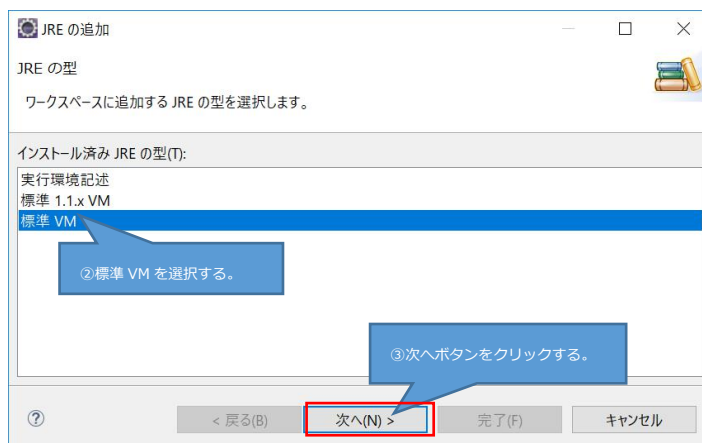 JRE の追加
JRE の型
ワークスペースに追加する JRE の型を選択します。
インストール済み JRE の型(T):
実行環境記述
標準 1.1.x VM
標準 VM
②標準 VM を選択する。
③次へボタンをクリックする。
< 戻る(B)
次へ(N) >
完了(F)
キャンセル